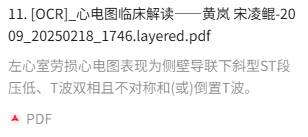 11. [OCR]_心电图临床解读——黄岚 宋凌鲲-20
09_20250218_1746.layered.pdf
左心室劳损心电图表现为侧壁导联下斜型ST段
压低、T波双相且不对称和(或)倒置T波。
PDF